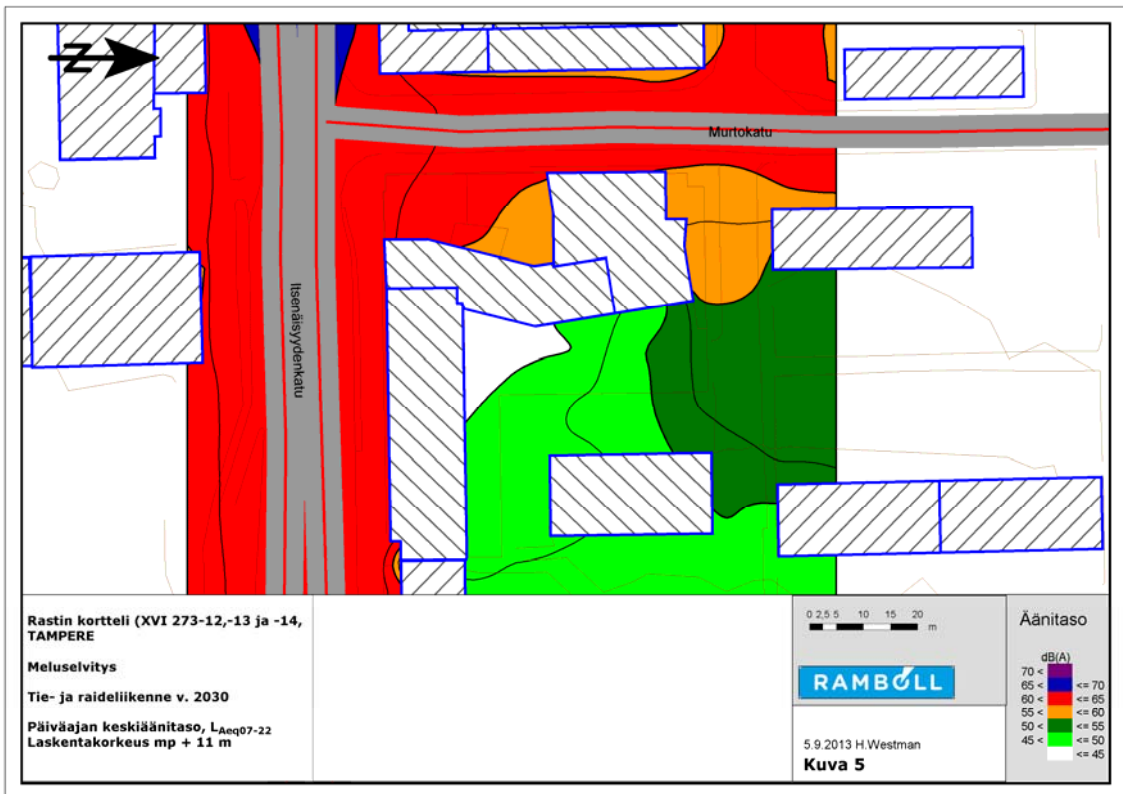 Z
Murtokatu
Itsenäisyydenkatu
Rastin kortteli (XVI 273-12,-13 ja -14,
TAMPERE
Meluselvitys
Tie- ja raideliikenne v. 2030
Päiväajan keskiäänitaso, LAeq07-22
Laskentakorkeus mp + 11 m
0 2,5 5 10 15 20
m
RAMBOLL
5.9.2013 H.Westman
Kuva 5
Äänitaso
dB(A)
70 <
65 < <= 70
60 < <= 65
55 < <= 60
50 < <= 55
45 < <= 50
<= 45